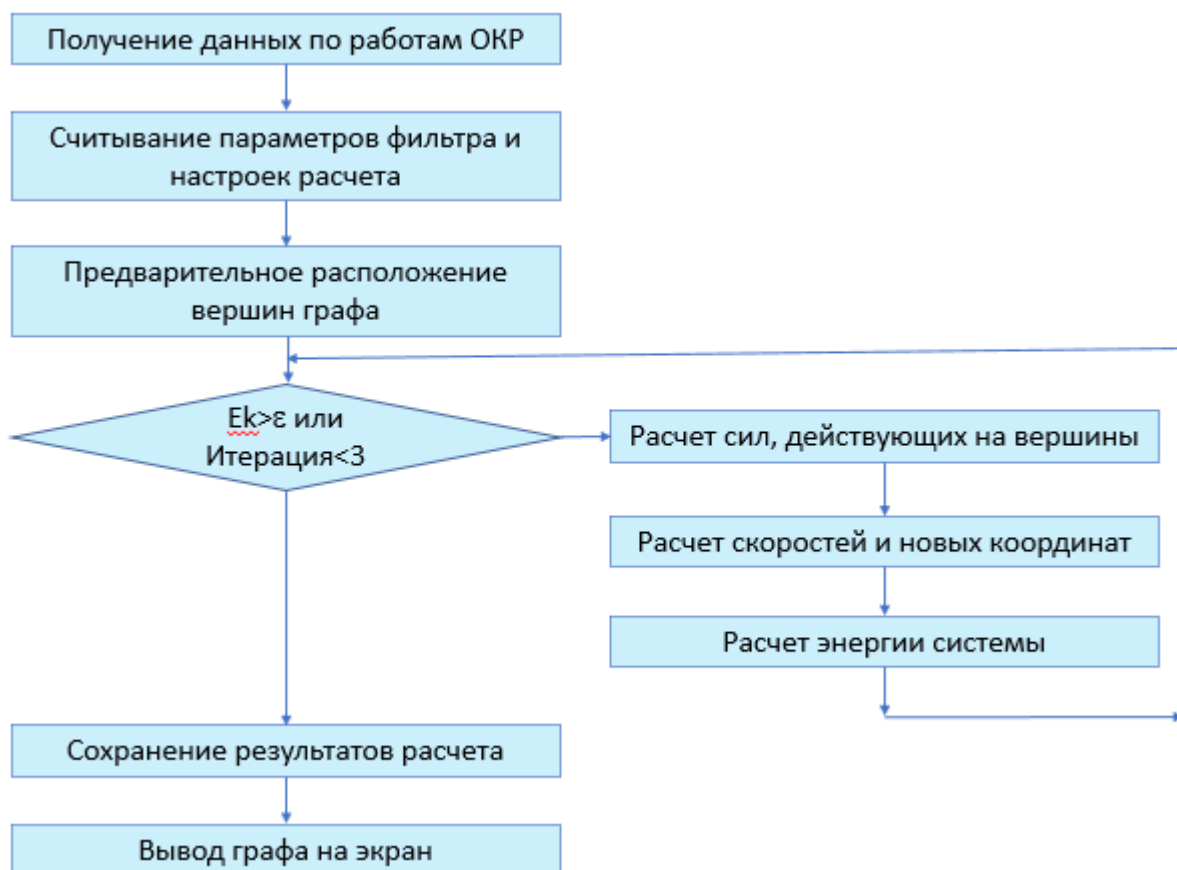 Получение данных по работам ОКР
Считывание параметров фильтра и
настроек расчета
Предварительное расположение
вершин графа
Ek>ε или
Итерация<3
Расчет сил, действующих на вершины
Расчет скоростей и новых координат
Расчет энергии системы
Сохранение результатов расчета
Вывод графа на экран